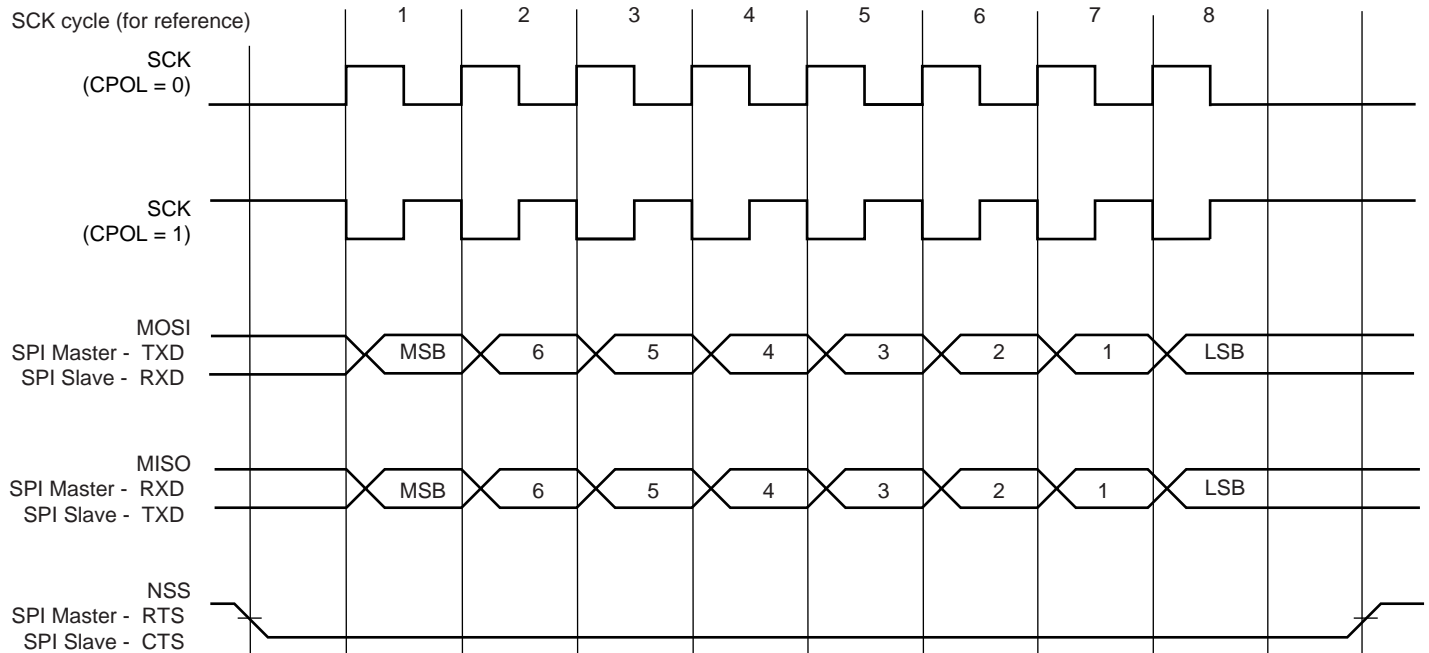 SCK cycle (for reference)
1 2 3 4 5 6 7 8
SCK
(CPOL = 0)
SCK
(CPOL = 1)
MOSI
SPI Master - TXD
SPI Slave - RXD
MSB 6 5 4 3 2 1 LSB
MISO
SPI Master - RXD
SPI Slave - TXD
MSB 6 5 4 3 2 1 LSB
NSS
SPI Master - RTS
SPI Slave - CTS